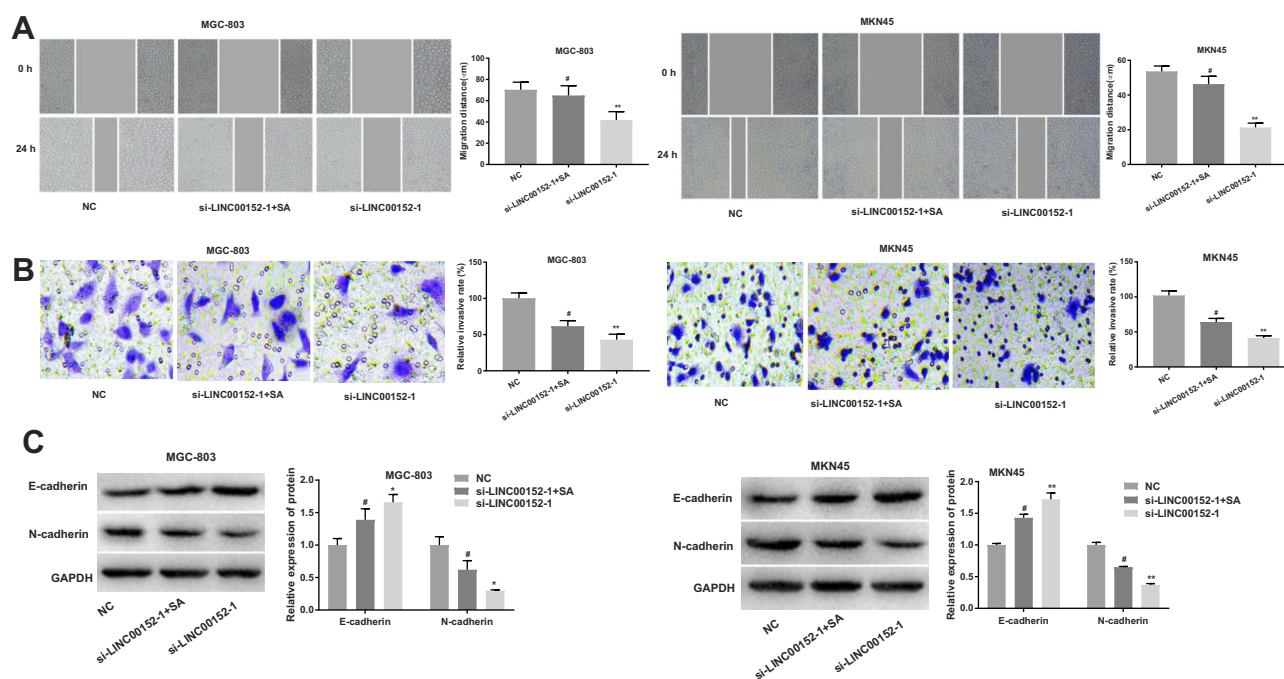 A
MGC-803
0 h
24 h
NC
si-LINC00152-1+SA
si-LINC00152-1
MGC-803
Migration distance(αm)
100
80
60
40
20
0
#
**
NC
si-LINC00152-1+SA
si-LINC00152-1
MKN45
0 h
24 h
NC
si-LINC00152-1+SA
si-LINC00152-1
MKN45
Migration distance(αm)
60
40
20
0
#
**
NC
si-LINC00152-1+SA
si-LINC00152-1
B
MGC-803
NC
si-LINC00152-1+SA
si-LINC00152-1
MGC-803
Relative invasive rate (%)
150
100
50
0
#
**
NC
si-LINC00152-1+SA
si-LINC00152-1
MKN45
NC
si-LINC00152-1+SA
si-LINC00152-1
MKN45
Relative invasive rate (%)
150
100
50
0
#
**
NC
si-LINC00152-1+SA
si-LINC00152-1
C
MGC-803
E-cadherin
N-cadherin
GAPDH
NC
si-LINC00152-1+SA
si-LINC00152-1
MGC-803
Relative expression of protein
2.0
1.5
1.0
0.5
0.0
#
*
#
*
E-cadherin
N-cadherin
NC
si-LINC00152-1+SA
si-LINC00152-1
MKN45
E-cadherin
N-cadherin
GAPDH
NC
si-LINC00152-1+SA
si-LINC00152-1
MKN45
Relative expression of protein
2.0
1.5
1.0
0.5
0.0
#
**
#
**
E-cadherin
N-cadherin
NC
si-LINC00152-1+SA
si-LINC00152-1